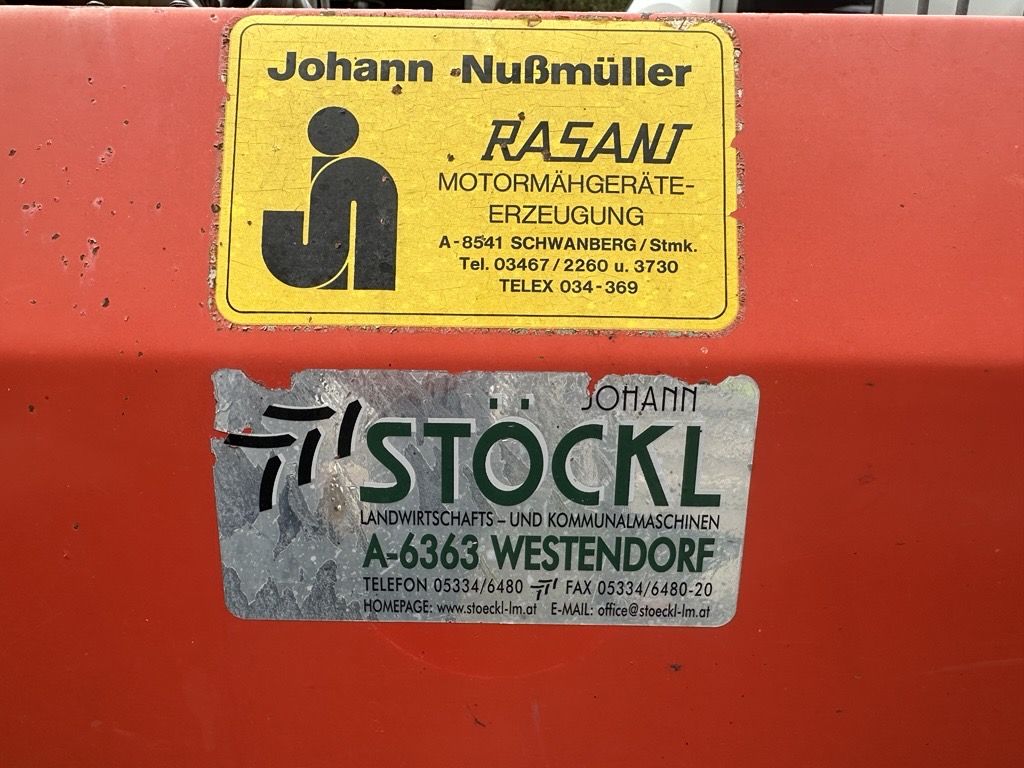 Johann Nußmüller
RASANT
MOTORMÄHGERÄTE-
ERZEUGUNG
A-8541 SCHWANBERG/Stmk.
Tel. 03467/2260 u. 3730
TELEX 034-369
JOHANN
STÖCKL
LANDWIRTSCHAFTS – UND KOMMUNALMASCHINEN
A-6363 WESTENDORF
TELEFON 05334/6480 FAX 05334/6480-20
HOMEPAGE: www.stoeckl-lm.at E-MAIL: office@stoeckl-lm.at